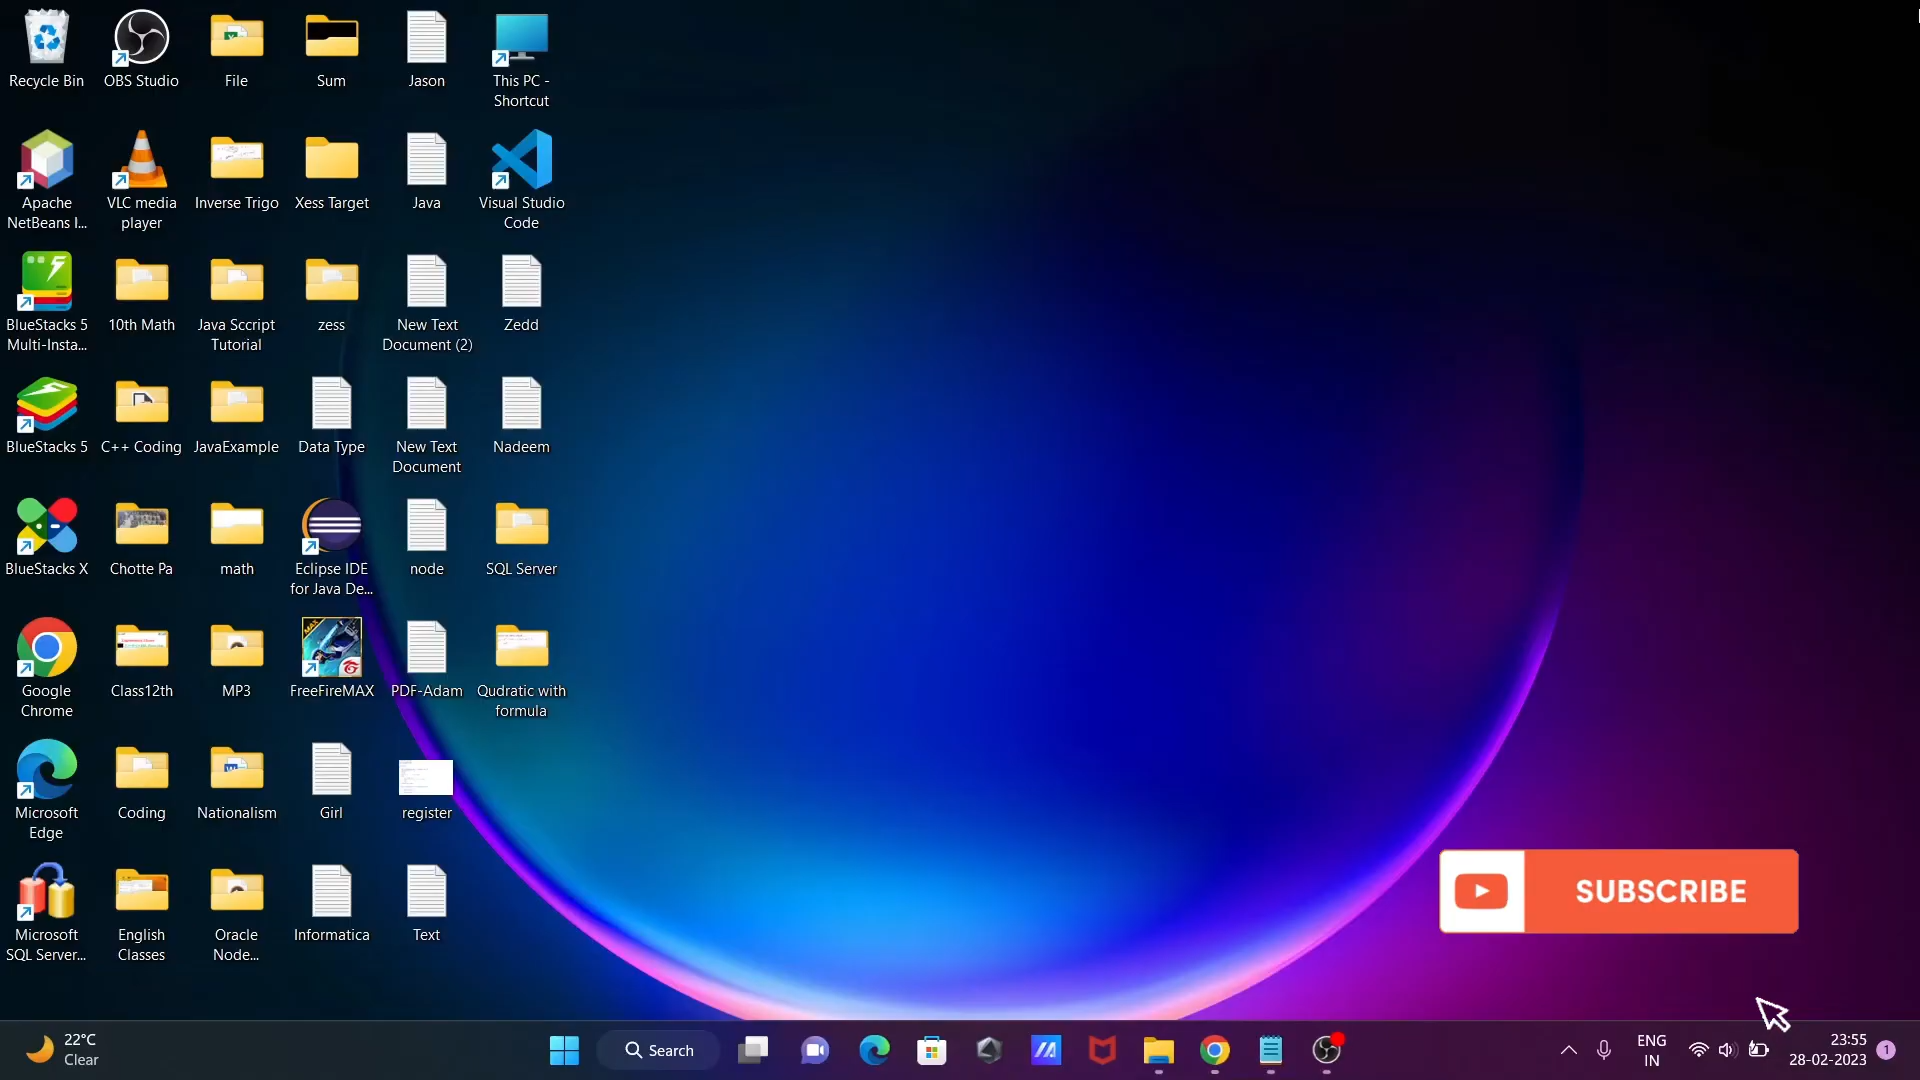 Recycle Bin
OBS Studio
File
Sum
Jason
This PC -
Shortcut
Apache
NetBeans I...
VLC media
player
Inverse Trigo
Xess Target
Java
Visual Studio
Code
BlueStacks 5
Multi-Insta...
10th Math
Java Sccript
Tutorial
zess
New Text
Document (2)
Zedd
BlueStacks 5
C++ Coding
JavaExample
Data Type
New Text
Document
Nadeem
BlueStacks X
Chotte Pa
math
Eclipse IDE
for Java De...
node
SQL Server
Google
Chrome
Class12th
MP3
FreeFireMAX
PDF-Adam
Qudratic with
formula
Microsoft
Edge
Coding
Nationalism
Girl
register
Microsoft
SQL Server...
English
Classes
Oracle
Node...
Informatica
Text
SUBSCRIBE
22°C
Clear
Search
ENG
IN
23:55
28-02-2023
1